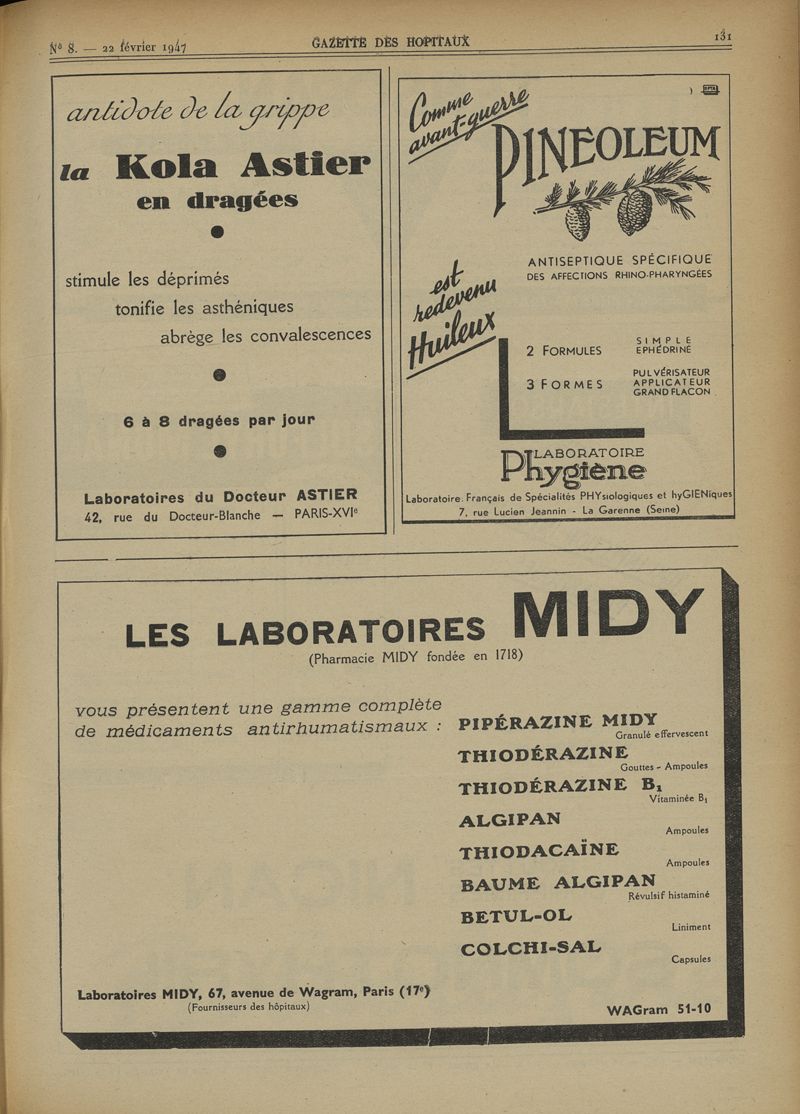 Nº 8. — 22 février 1947
GAZETTE DES HOPITAUX
131
antidote de la grippe
la Kola Astier
en dragées
stimule les déprimés
tonifie les asthéniques
abrège les convalescences
6 à 8 dragées par jour
Laboratoires du Docteur ASTIER
42, rue du Docteur-Blanche — PARIS-XVIe
Comme
avant-guerre
PINEOLEUM
ANTISEPTIQUE SPÉCIFIQUE
DES AFFECTIONS RHINO-PHARYNGÉES
est
redevenu
Huileux
2 FORMULES
SIMPLE
EPHÉDRINÉ
3 FORMES
PULVÉRISATEUR
APPLICATEUR
GRAND FLACON
LABORATOIRE
Phygiène
Laboratoire Français de Spécialités PHYsiologiques et hyGIENiques
7, rue Lucien Jeannin - La Garenne (Seine)
LES LABORATOIRES MIDY
(Pharmacie MIDY fondée en 1718)
vous présentent une gamme complète
de médicaments antirhumatismaux :
PIPÉRAZINE MIDY
Granulé effervescent
THIODÉRAZINE
Gouttes - Ampoules
THIODÉRAZINE B1
Vitaminée B1
ALGIPAN
Ampoules
THIODACAÏNE
Ampoules
BAUME ALGIPAN
Révulsif histaminé
BETUL-OL
Liniment
COLCHI-SAL
Capsules
Laboratoires MIDY, 67, avenue de Wagram, Paris (17e)
(Fournisseurs des hôpitaux)
WAGram 51-10